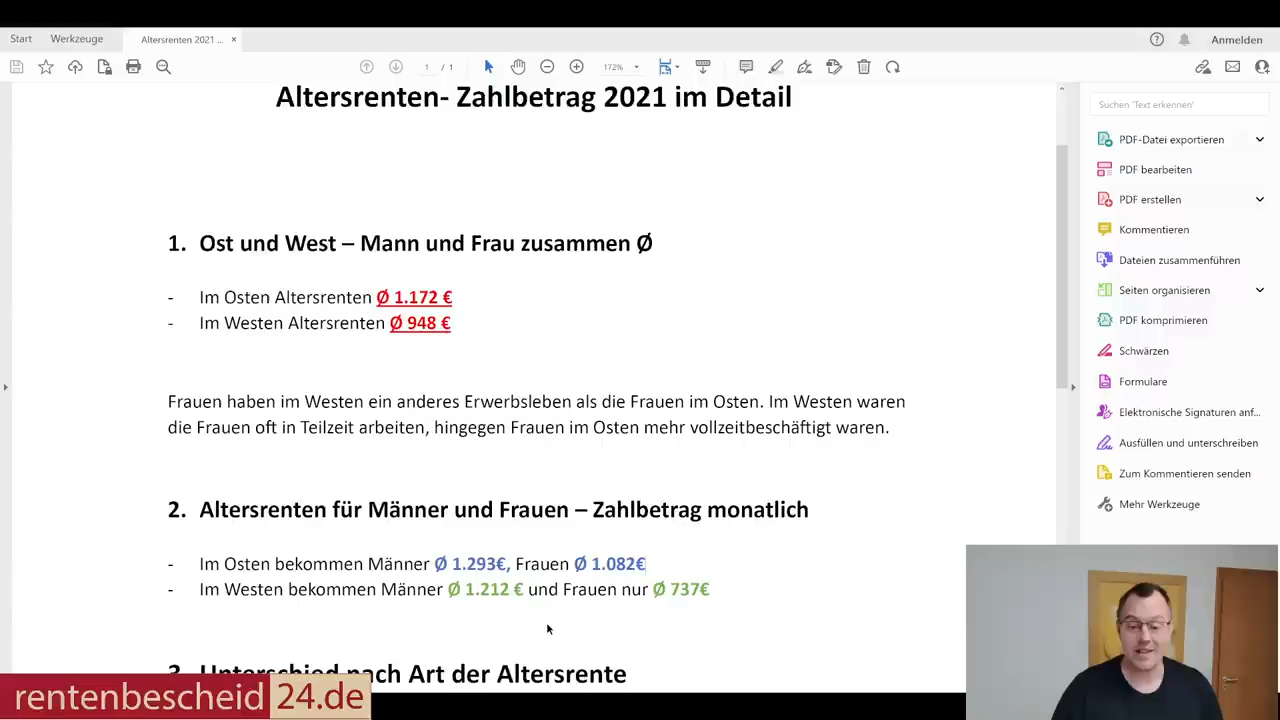 Start Werkzeuge Altersrenten 2021 ... ×
1 / 1 172% Anmelden
Altersrenten- Zahlbetrag 2021 im Detail
1. Ost und West – Mann und Frau zusammen Ø
- Im Osten Altersrenten Ø 1.172 €
- Im Westen Altersrenten Ø 948 €
Frauen haben im Westen ein anderes Erwerbsleben als die Frauen im Osten. Im Westen waren
die Frauen oft in Teilzeit arbeiten, hingegen Frauen im Osten mehr vollzeitbeschäftigt waren.
2. Altersrenten für Männer und Frauen – Zahlbetrag monatlich
- Im Osten bekommen Männer Ø 1.293€, Frauen Ø 1.082€
- Im Westen bekommen Männer Ø 1.212 € und Frauen nur Ø 737€
3. Unterschied nach Art der Altersrente
Suchen 'Text erkennen'
PDF-Datei exportieren
PDF bearbeiten
PDF erstellen
Kommentieren
Dateien zusammenführen
Seiten organisieren
PDF komprimieren
Schwärzen
Formulare
Elektronische Signaturen anf...
Ausfüllen und unterschreiben
Zum Kommentieren senden
Mehr Werkzeuge
rentenbescheid 24.de